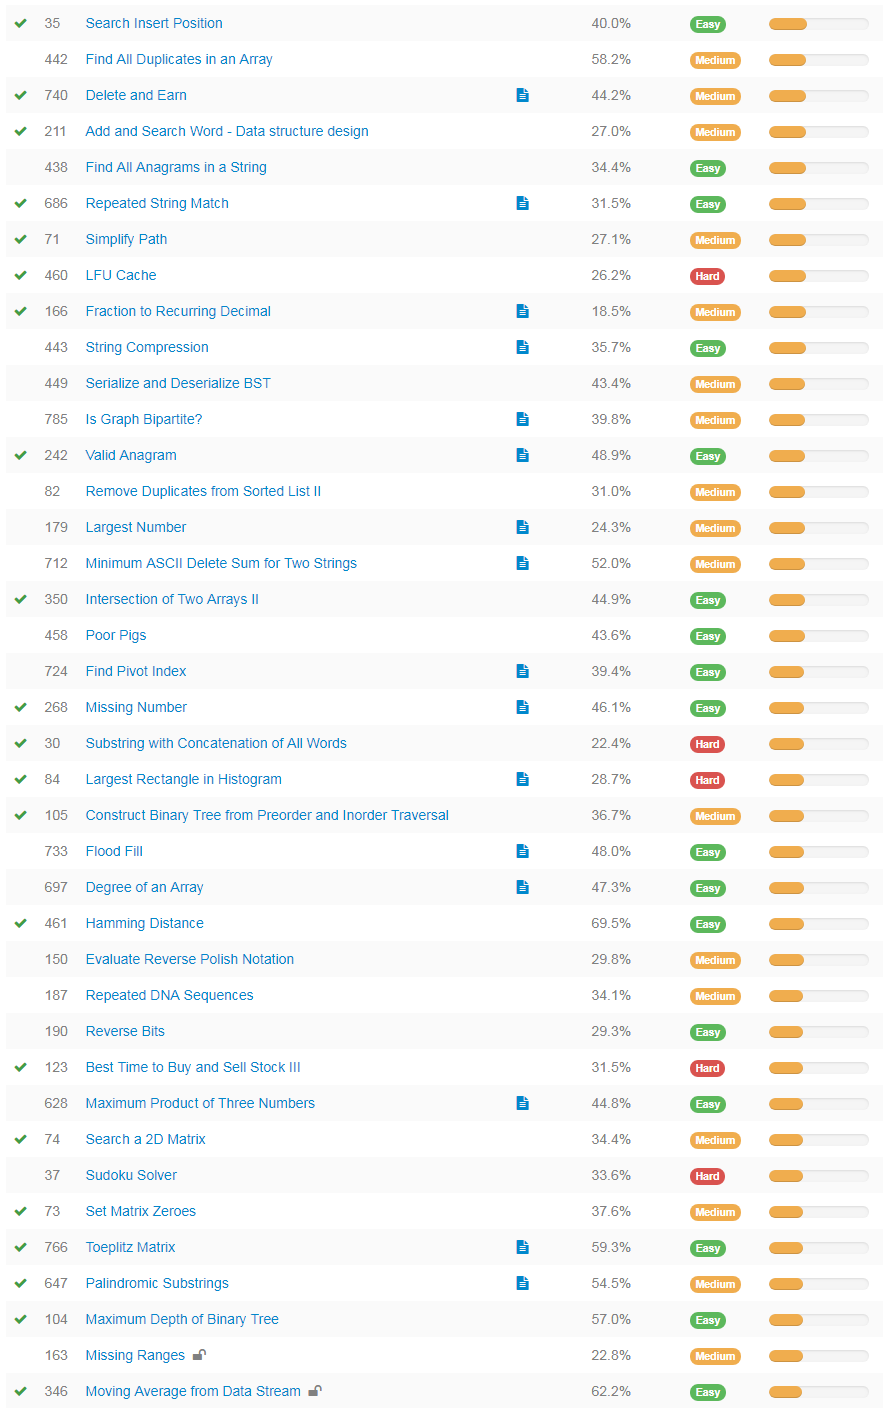 35 Search Insert Position 40.0% Easy
442 Find All Duplicates in an Array 58.2% Medium
740 Delete and Earn 44.2% Medium
211 Add and Search Word - Data structure design 27.0% Medium
438 Find All Anagrams in a String 34.4% Easy
686 Repeated String Match 31.5% Easy
71 Simplify Path 27.1% Medium
460 LFU Cache 26.2% Hard
166 Fraction to Recurring Decimal 18.5% Medium
443 String Compression 35.7% Easy
449 Serialize and Deserialize BST 43.4% Medium
785 Is Graph Bipartite? 39.8% Medium
242 Valid Anagram 48.9% Easy
82 Remove Duplicates from Sorted List II 31.0% Medium
179 Largest Number 24.3% Medium
712 Minimum ASCII Delete Sum for Two Strings 52.0% Medium
350 Intersection of Two Arrays II 44.9% Easy
458 Poor Pigs 43.6% Easy
724 Find Pivot Index 39.4% Easy
268 Missing Number 46.1% Easy
30 Substring with Concatenation of All Words 22.4% Hard
84 Largest Rectangle in Histogram 28.7% Hard
105 Construct Binary Tree from Preorder and Inorder Traversal 36.7% Medium
733 Flood Fill 48.0% Easy
697 Degree of an Array 47.3% Easy
461 Hamming Distance 69.5% Easy
150 Evaluate Reverse Polish Notation 29.8% Medium
187 Repeated DNA Sequences 34.1% Medium
190 Reverse Bits 29.3% Easy
123 Best Time to Buy and Sell Stock III 31.5% Hard
628 Maximum Product of Three Numbers 44.8% Easy
74 Search a 2D Matrix 34.4% Medium
37 Sudoku Solver 33.6% Hard
73 Set Matrix Zeroes 37.6% Medium
766 Toeplitz Matrix 59.3% Easy
647 Palindromic Substrings 54.5% Medium
104 Maximum Depth of Binary Tree 57.0% Easy
163 Missing Ranges 22.8% Medium
346 Moving Average from Data Stream 62.2% Easy